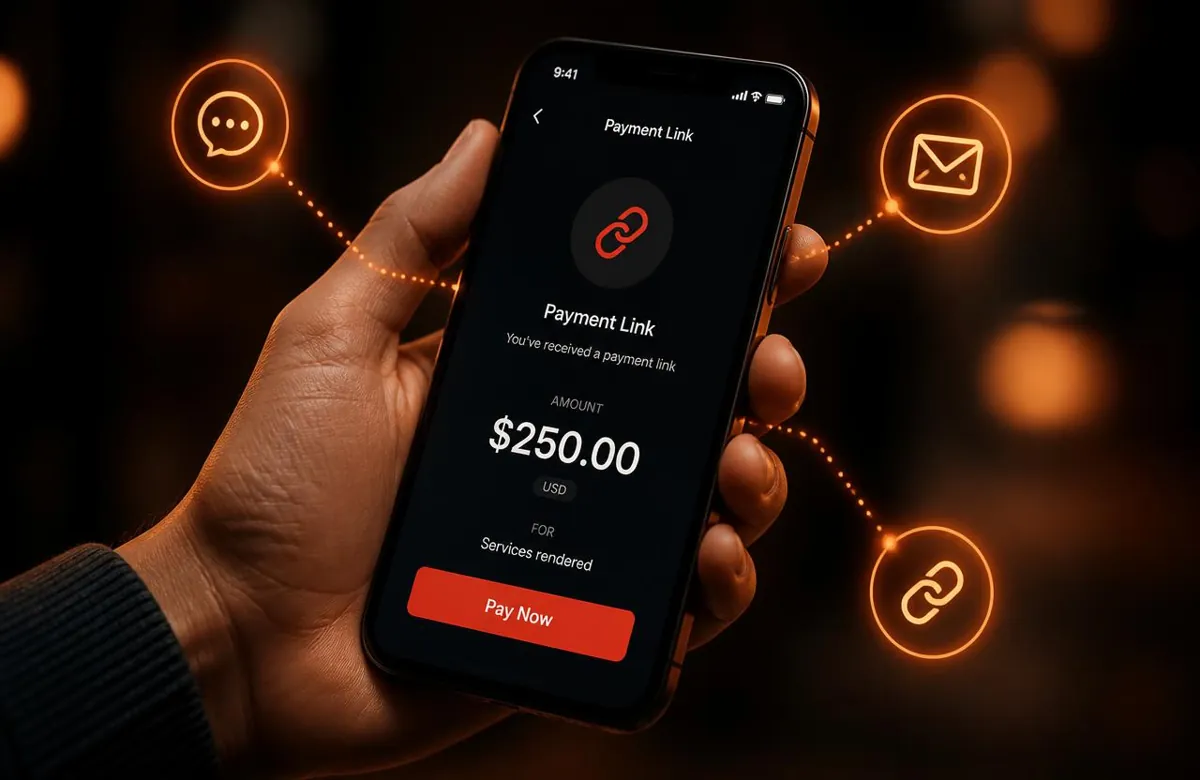 9:41
Payment Link
Payment Link
You've received a payment link
AMOUNT
$250.00
USD
FOR
Services rendered
Pay Now